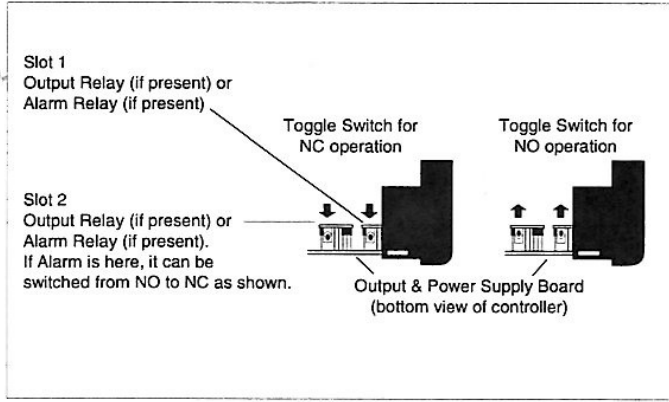 Slot 1
Output Relay (if present) or
Alarm Relay (if present)
Toggle Switch for
NC operation
Toggle Switch for
NO operation
Slot 2
Output Relay (if present) or
Alarm Relay (if present).
If Alarm is here, it can be
switched from NO to NC as shown.
Output & Power Supply Board
(bottom view of controller)